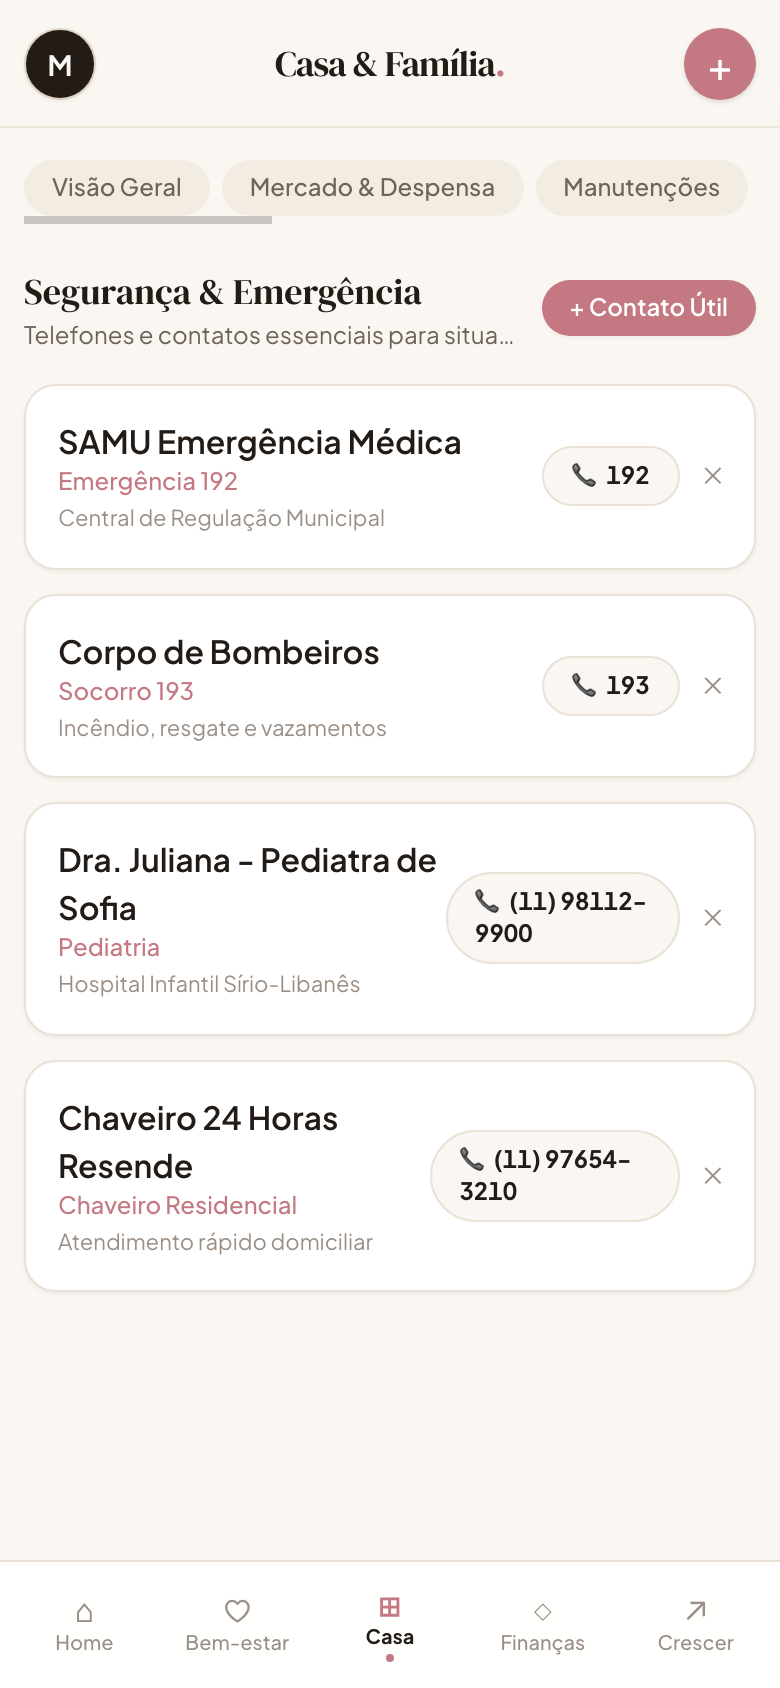 M
Casa & Família.
+
Visão Geral
Mercado & Despensa
Manutenções
Segurança & Emergência
Telefones e contatos essenciais para situa...
+ Contato Útil
SAMU Emergência Médica
Emergência 192
Central de Regulação Municipal
📞 192
×
Corpo de Bombeiros
Socorro 193
Incêndio, resgate e vazamentos
📞 193
×
Dra. Juliana - Pediatra de
Sofia
Pediatria
Hospital Infantil Sírio-Libanês
📞 (11) 98112-
9900
×
Chaveiro 24 Horas
Resende
Chaveiro Residencial
Atendimento rápido domiciliar
📞 (11) 97654-
3210
×
Home
Bem-estar
Casa
Finanças
Crescer